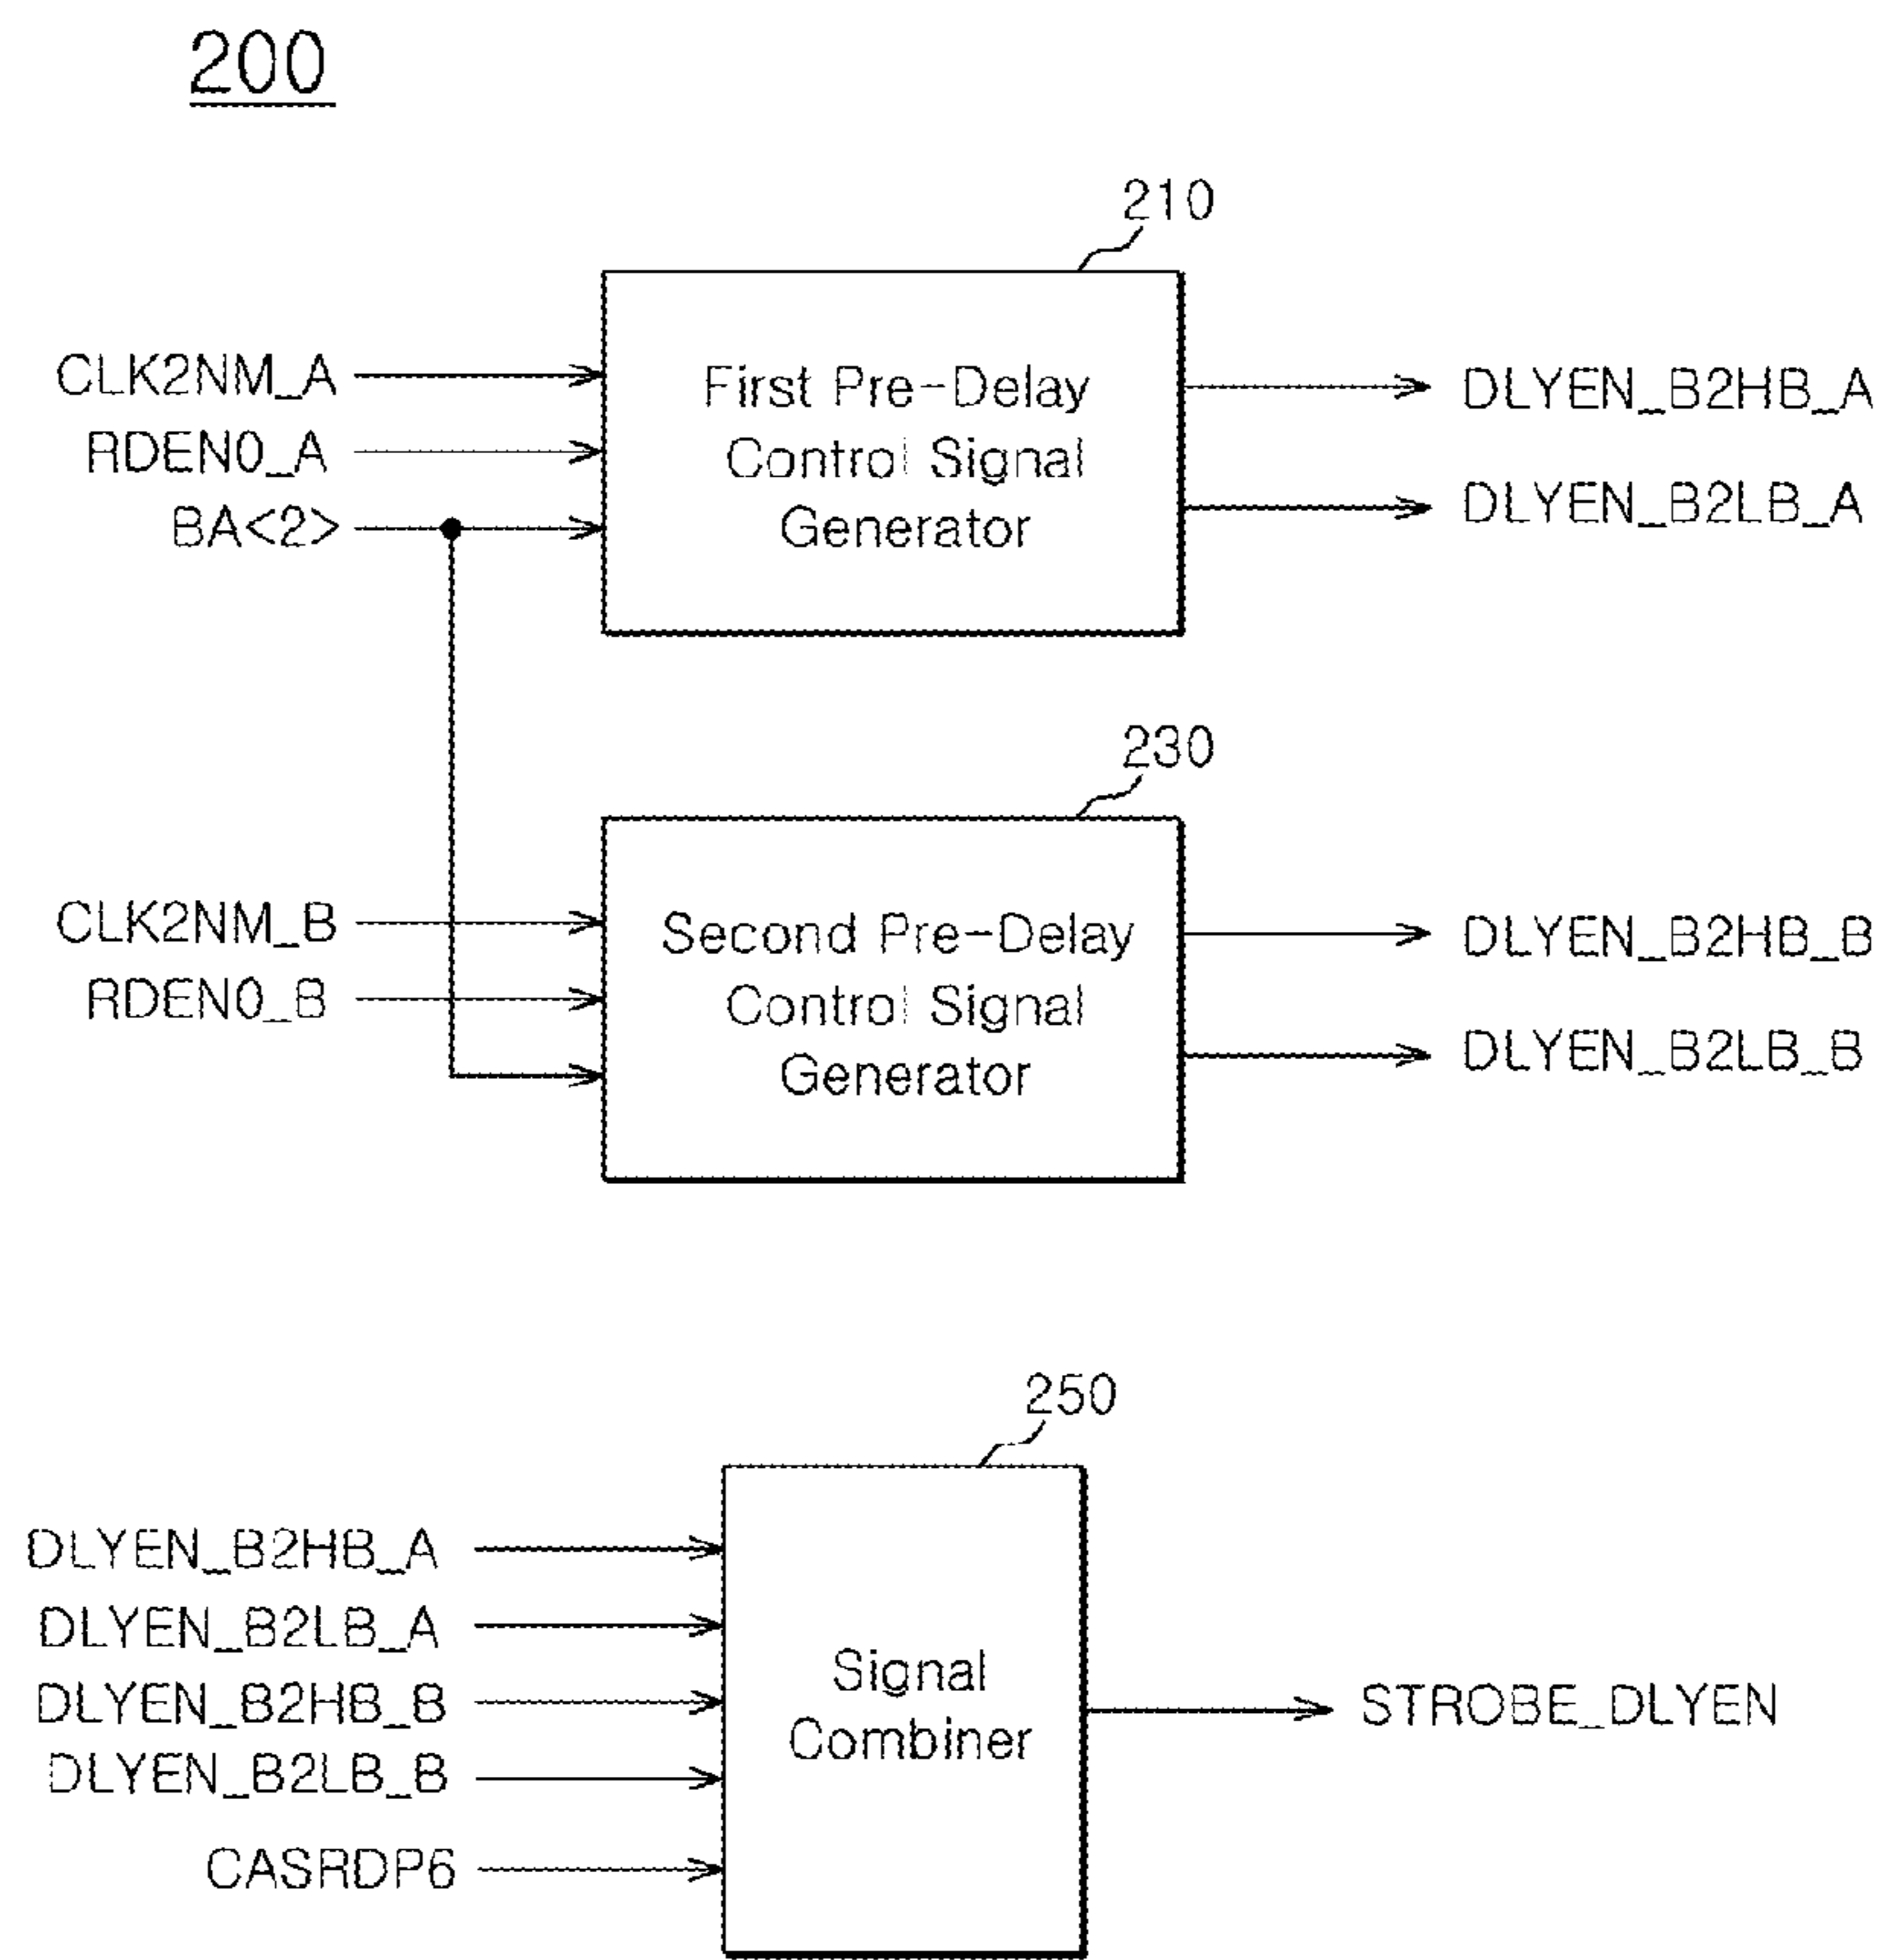 200
210
CLK2NM_A
RDEN0_A
BA<2>
First Pre-Delay
Control Signal
Generator
DLYEN_B2HB_A
DLYEN_B2LB_A
230
CLK2NM_B
RDEN0_B
Second Pre-Delay
Control Signal
Generator
DLYEN_B2HB_B
DLYEN_B2LB_B
250
DLYEN_B2HB_A
DLYEN_B2LB_A
DLYEN_B2HB_B
DLYEN_B2LB_B
CASRDP6
Signal
Combiner
STROBE_DLYEN